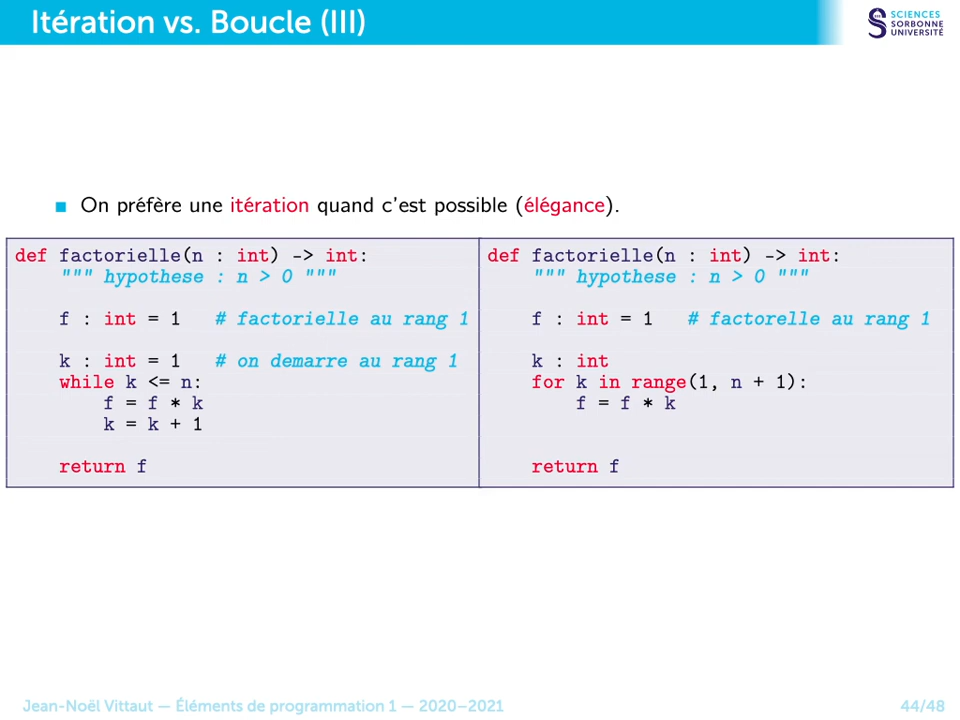 Itération vs. Boucle (III)
SCIENCES
SORBONNE
UNIVERSITÉ
On préfère une itération quand c'est possible (élégance).
def factorielle(n : int) -> int:
    """ hypothese : n > 0 """
    f : int = 1   # factorielle au rang 1
    k : int = 1   # on demarre au rang 1
    while k <= n:
        f = f * k
        k = k + 1
    return f
def factorielle(n : int) -> int:
    """ hypothese : n > 0 """
    f : int = 1   # factorelle au rang 1
    k : int
    for k in range(1, n + 1):
        f = f * k
    return f
Jean-Noël Vittaut — Éléments de programmation 1 — 2020–2021
44/48